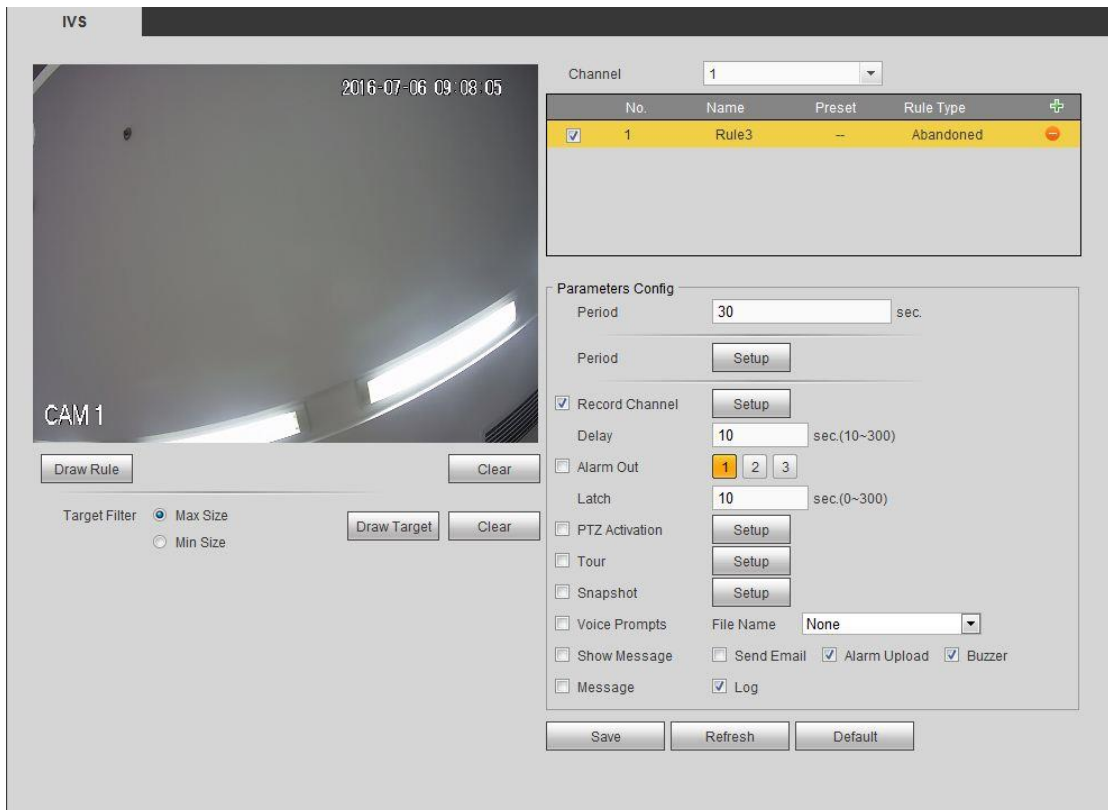 IVS
2016-07-06 09:08:05
CAM 1
Draw Rule
Clear
Target Filter Max Size
Min Size
Draw Target Clear
Channel 1
No. Name Preset Rule Type
1 Rule3 -- Abandoned
Parameters Config
Period 30 sec.
Period Setup
Record Channel Setup
Delay 10 sec.(10~300)
Alarm Out 1 2 3
Latch 10 sec.(0~300)
PTZ Activation Setup
Tour Setup
Snapshot Setup
Voice Prompts File Name None
Show Message Send Email Alarm Upload Buzzer
Message Log
Save Refresh Default